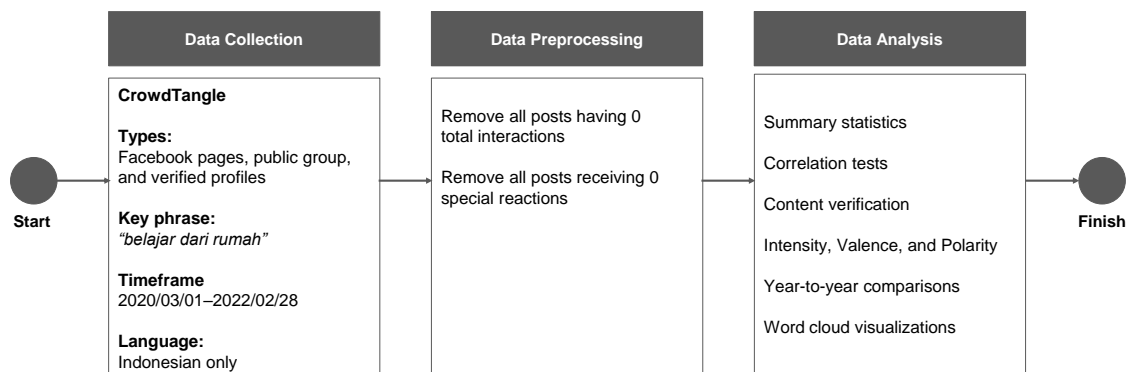 Data Collection
Data Preprocessing
Data Analysis
Start
CrowdTangle
Types:
Facebook pages, public group,
and verified profiles
Key phrase:
“belajar dari rumah”
Timeframe
2020/03/01–2022/02/28
Language:
Indonesian only
Remove all posts having 0
total interactions
Remove all posts receiving 0
special reactions
Summary statistics
Correlation tests
Content verification
Intensity, Valence, and Polarity
Year-to-year comparisons
Word cloud visualizations
Finish